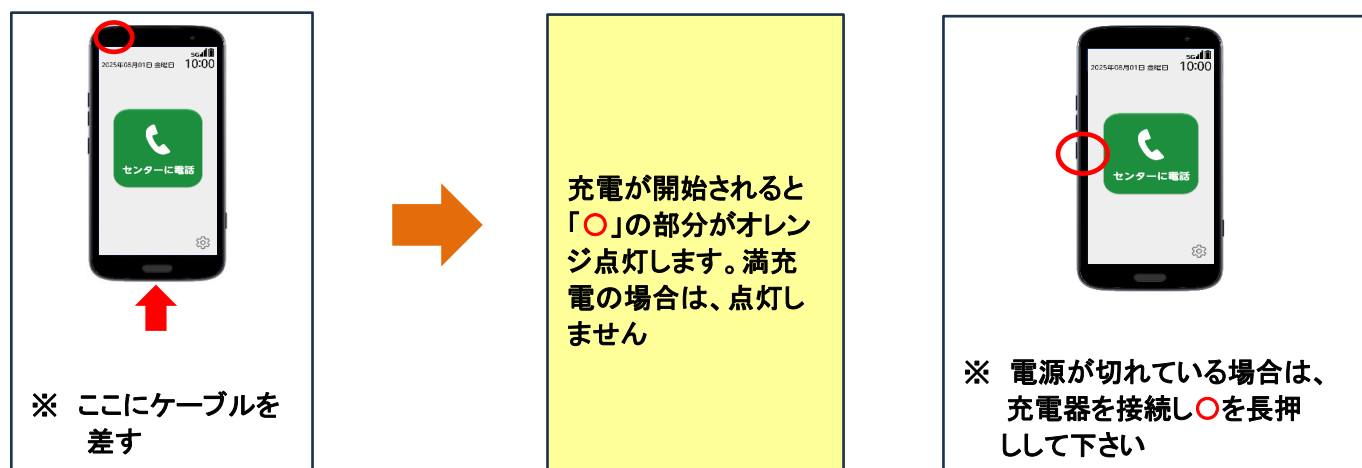 5G
2025年08月01日 金曜日 10:00
センターに電話
※ ここにケーブルを
差す
充電が開始されると
「〇」の部分がオレン
ジ点灯します。満充
電の場合は、点灯し
ません
5G
2025年08月01日 金曜日 10:00
センターに電話
※ 電源が切れている場合は、
充電器を接続し〇を長押
しして下さい